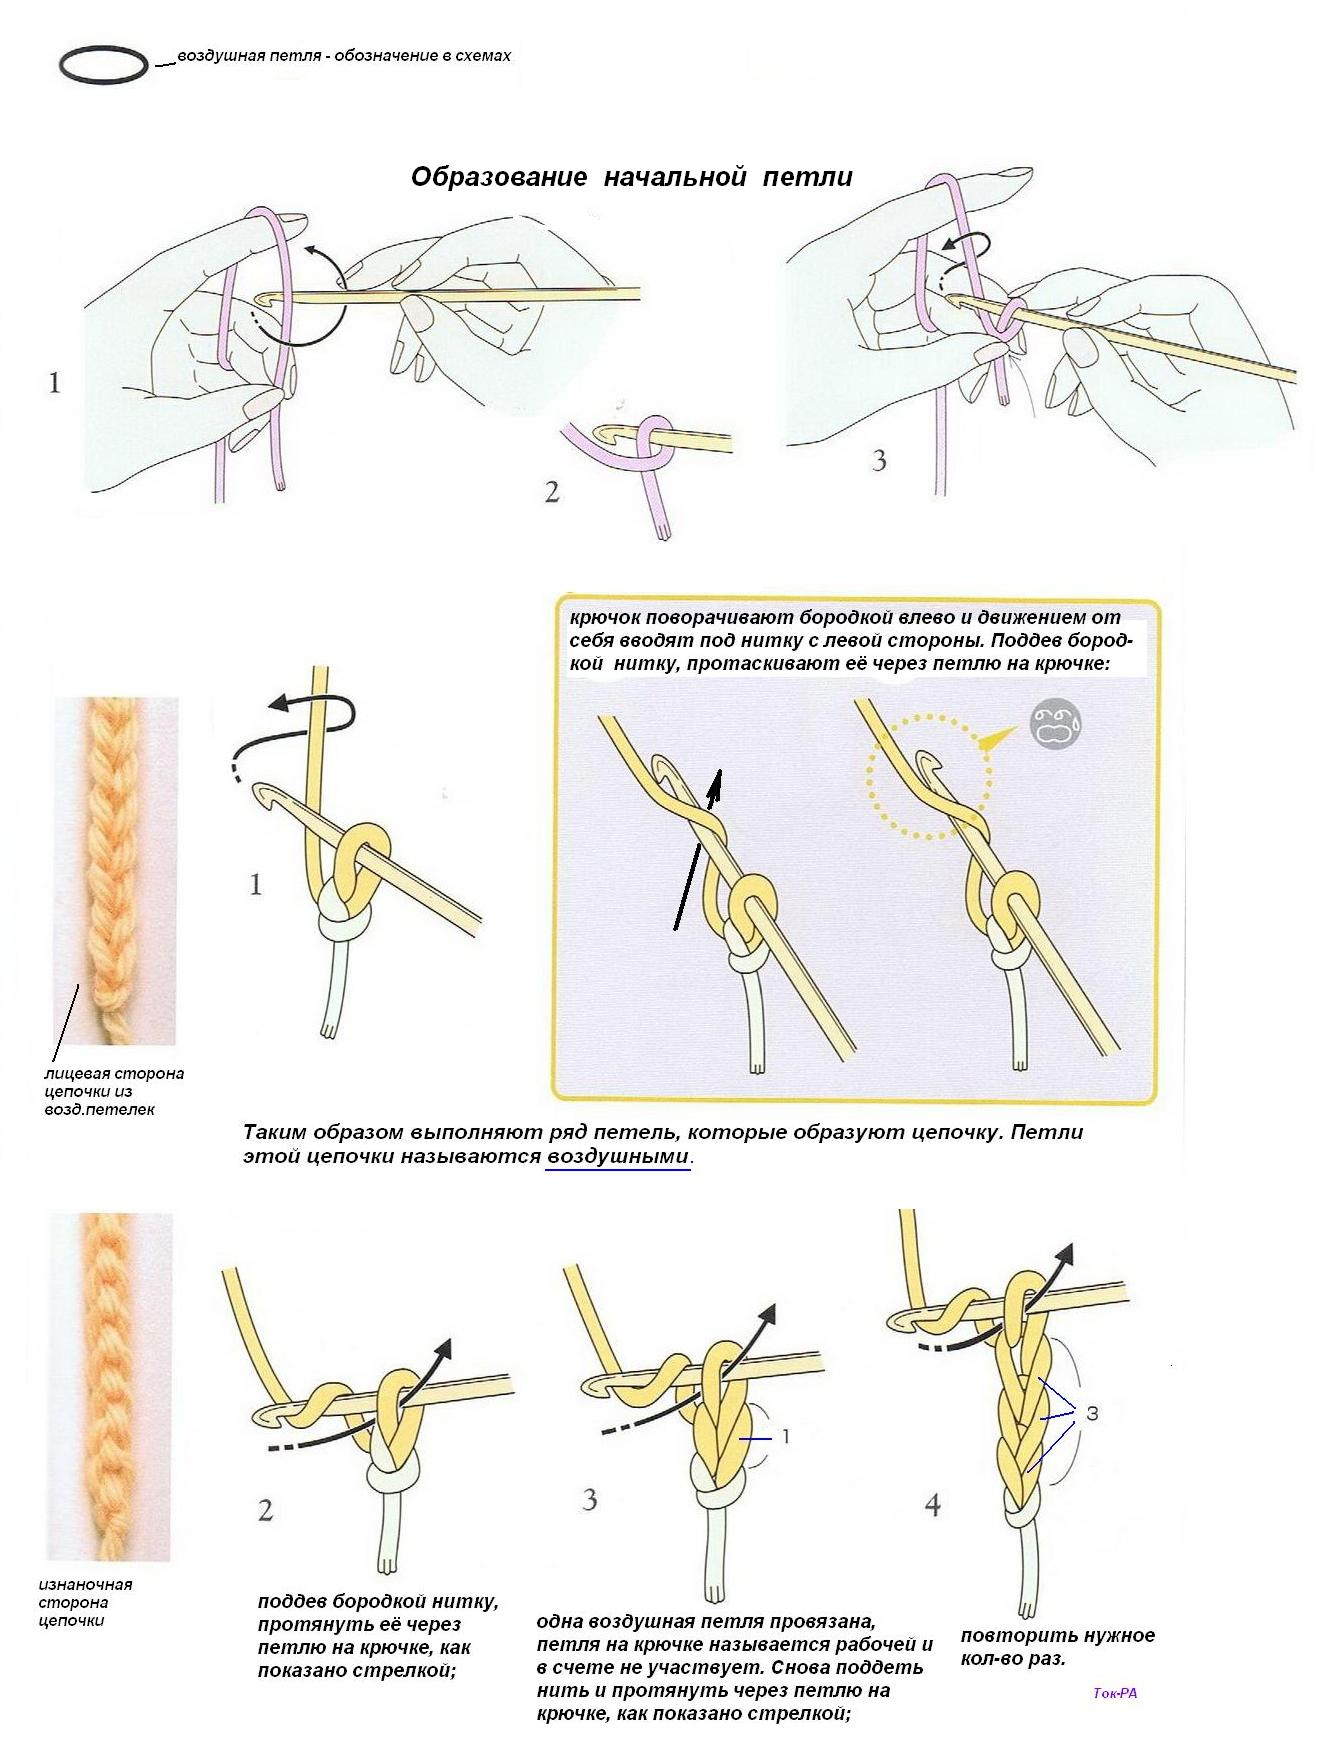 воздушная петля - обозначение в схемах
Образование начальной петли
1
2
3
крючок поворачивают бородкой влево и движением от
себя вводят под нитку с левой стороны. Поддев бород-
кой нитку, протаскивают её через петлю на крючке:
1
лицевая сторона
цепочки из
возд.петелек
Таким образом выполняют ряд петель, которые образуют цепочку. Петли
этой цепочки называются воздушными.
1
3
2
3
4
изнаночная
сторона
цепочки
поддев бородкой нитку,
протянуть её через
петлю на крючке, как
показано стрелкой;
одна воздушная петля провязана,
петля на крючке называется рабочей и
в счете не участвует. Снова поддеть
нить и протянуть через петлю на
крючке, как показано стрелкой;
повторить нужное
кол-во раз.
Ток-РА